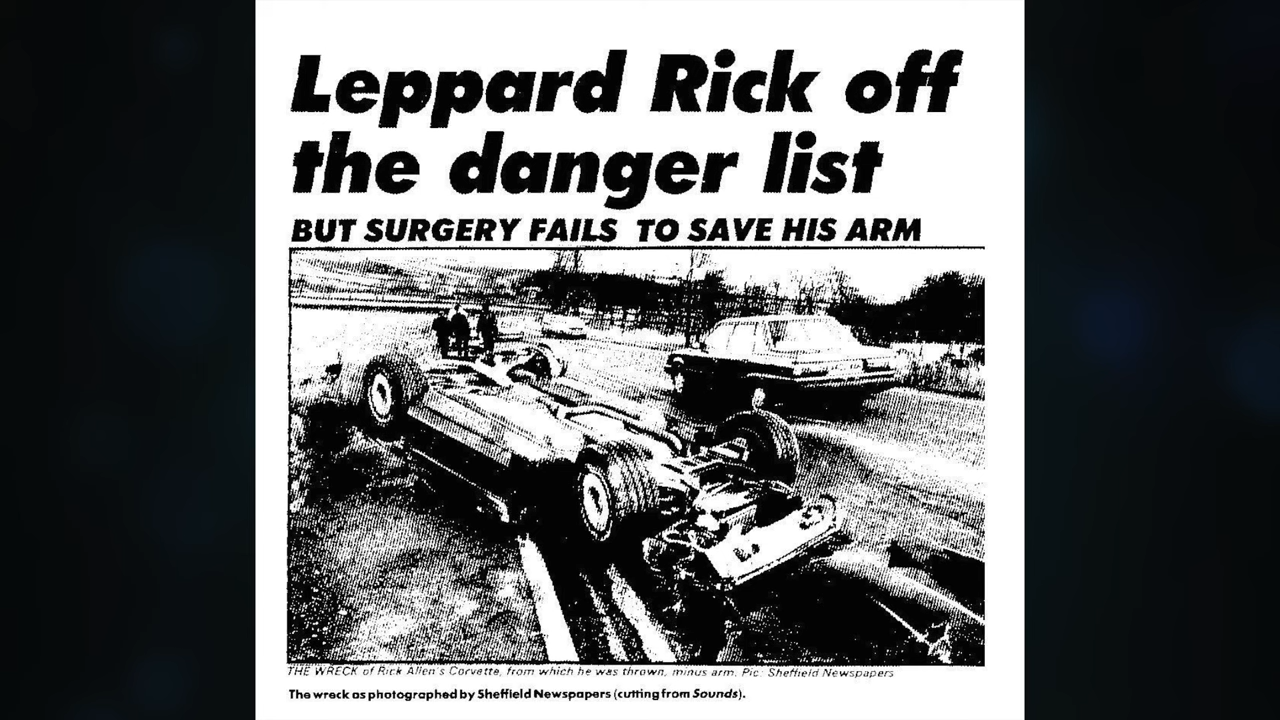 Leppard Rick off
the danger list
BUT SURGERY FAILS TO SAVE HIS ARM
THE WRECK of Rick Allen's Corvette, from which he was thrown, minus arm. Pic: Sheffield Newspapers
The wreck as photographed by Sheffield Newspapers (cutting from Sounds).